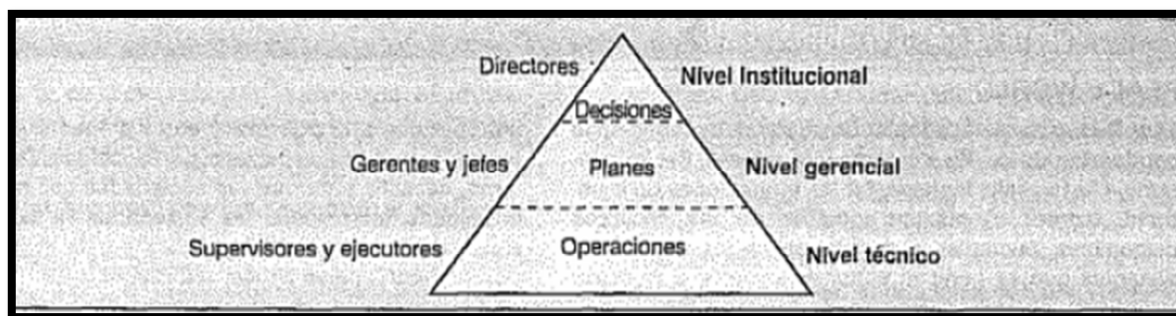 Directores
Nivel Institucional
Decisiones
Gerentes y jefes
Planes
Nivel gerencial
Supervisores y ejecutores
Operaciones
Nivel técnico